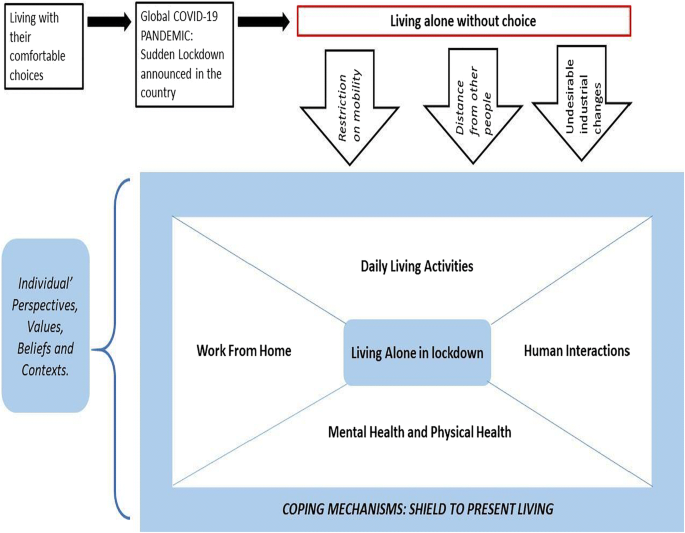 Living with
their
comfortable
choices
Global COVID-19
PANDEMIC:
Sudden Lockdown
announced in the
country
Living alone without choice
Restriction
on mobility
Distance
from other
people
Undesirable
industrial
changes
Individual'
Perspectives,
Values,
Beliefs and
Contexts.
Daily Living Activities
Work From Home
Living Alone in lockdown
Human Interactions
Mental Health and Physical Health
COPING MECHANISMS: SHIELD TO PRESENT LIVING